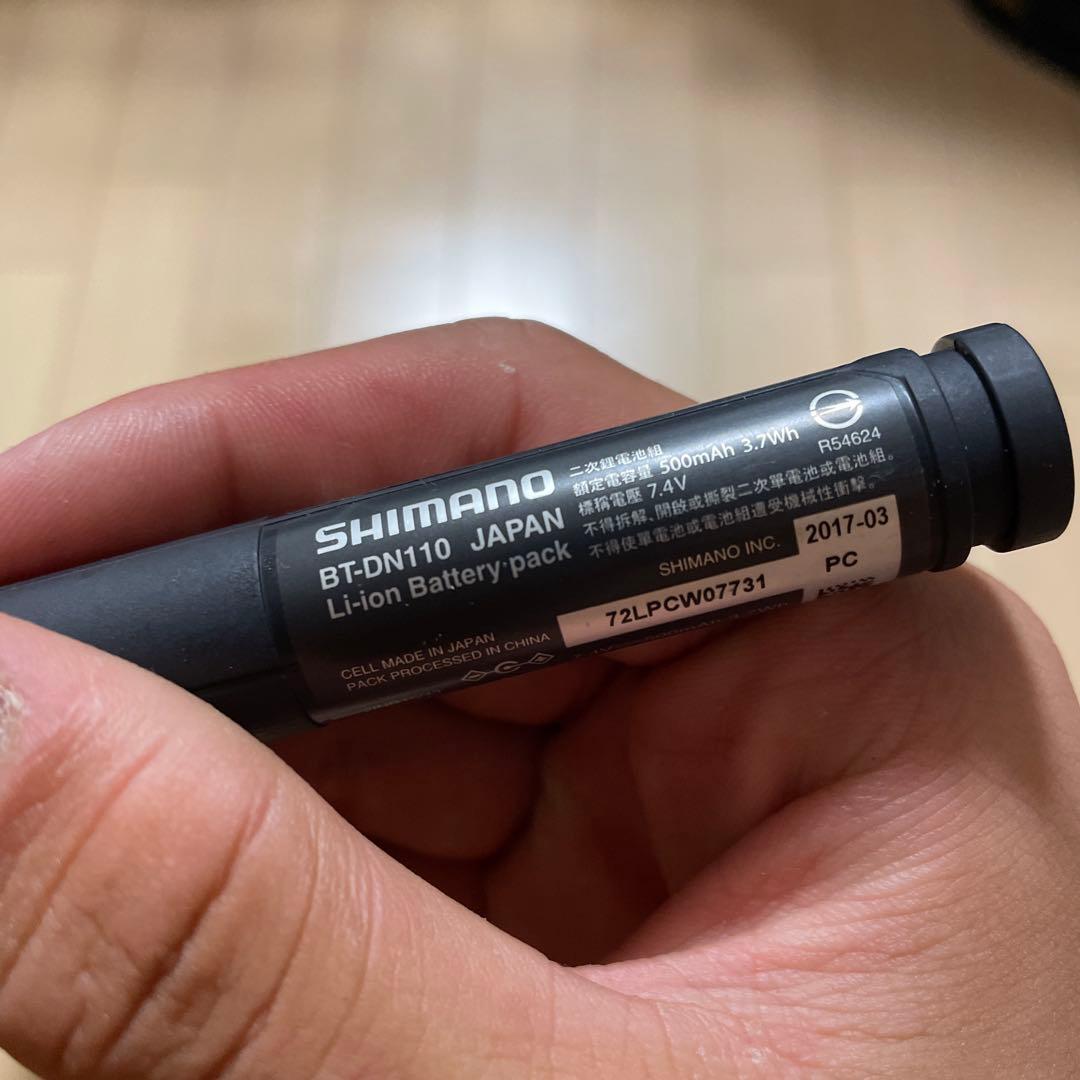 SHIMANO
BT-DN110 JAPAN
Li-ion Battery pack
二次鋰電池組
額定電容量 500mAh 3.7Wh
標稱電壓 7.4V
不得拆解、開啟或撕裂二次單電池或電池組。
不得使單電池或電池組遭受機械性衝擊。
R54624
SHIMANO INC.
2017-03
PC
72LPCW07731
CELL MADE IN JAPAN
PACK PROCESSED IN CHINA